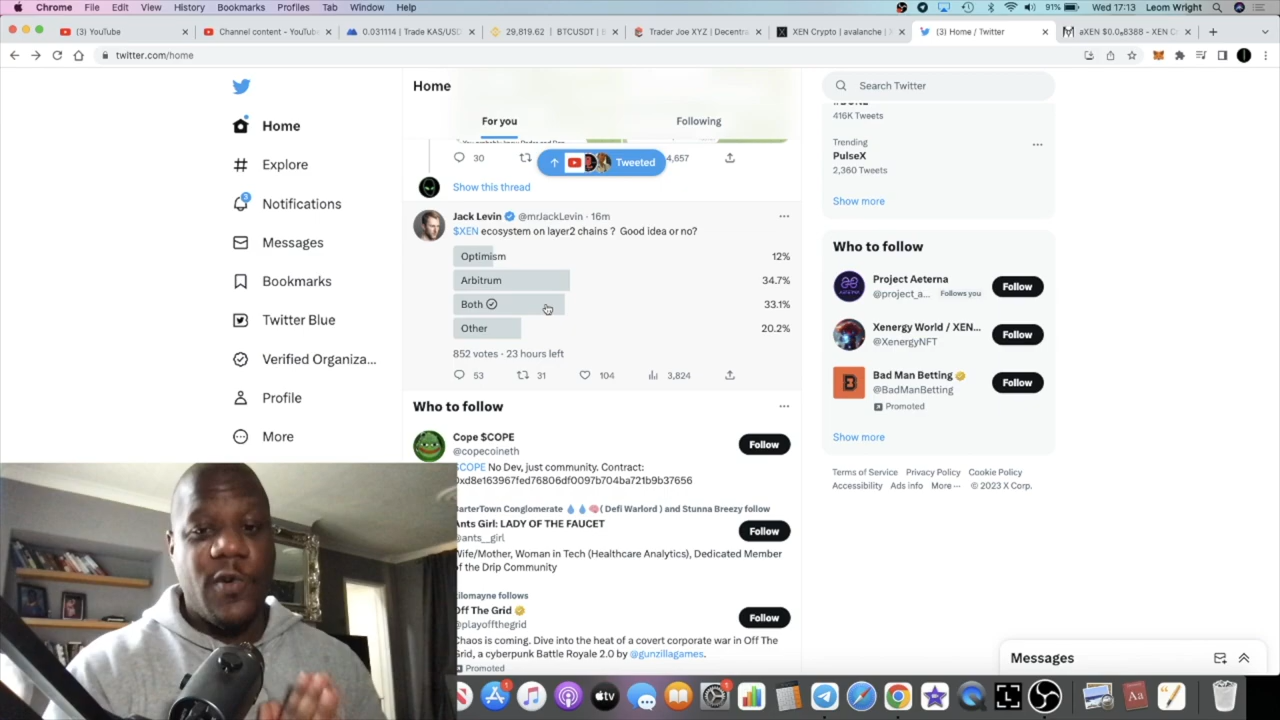 Chrome File Edit View History Bookmarks Profiles Tab Window Help
91% Wed 17:13 Leom Wright
(3) YouTube
Channel content - YouTube
0.031114 | Trade KAS/USD
29,819.62 | BTCUSDT |
Trader Joe XYZ | Decentra
XEN Crypto | avalanche |
(3) Home / Twitter
aXEN $0.0₆8388 - XEN C
twitter.com/home
Home
Explore
Notifications
3
Messages
Bookmarks
Twitter Blue
Verified Organiza...
Profile
More
Home
For you
Following
30
Tweeted
4,657
Show this thread
Jack Levin @mrJackLevin · 16m
$XEN ecosystem on layer2 chains ? Good idea or no?
Optimism 12%
Arbitrum 34.7%
Both 33.1%
Other 20.2%
852 votes · 23 hours left
53 31 104 3,824
Who to follow
Cope $COPE
@copecoineth
Follow
$COPE No Dev, just community. Contract:
0xd8e163967fed76806df0097b704ba721b9b37656
BarterTown Conglomerate ( Defi Warlord ) and Stunna Breezy follow
Ants Girl: LADY OF THE FAUCET
@ants__girl
Follow
Wife/Mother, Woman in Tech (Healthcare Analytics), Dedicated Member
of the Drip Community
kilomayne follows
Off The Grid
@playoffthegrid
Follow
Chaos is coming. Dive into the heat of a covert corporate war in Off The
Grid, a cyberpunk Battle Royale 2.0 by @gunzillagames.
Promoted
Search Twitter
416K Tweets
Trending
PulseX
2,360 Tweets
Show more
Who to follow
Project Aeterna
@project_a... Follows you
Follow
Xenergy World / XEN...
@XenergyNFT
Follow
Bad Man Betting
@BadManBetting
Follow
Promoted
Show more
Terms of Service Privacy Policy Cookie Policy
Accessibility Ads info More ··· © 2023 X Corp.
Messages
tv
1
1
Aa